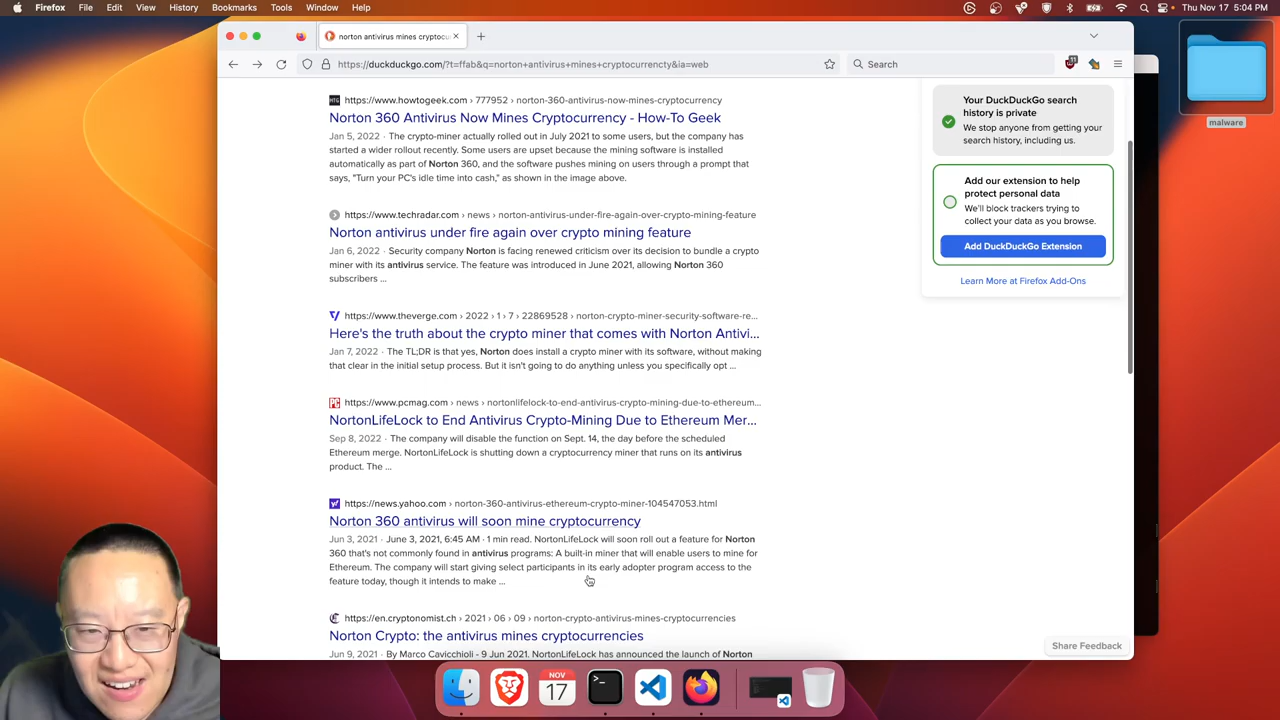 Firefox File Edit View History Bookmarks Tools Window Help
Thu Nov 17 5:04 PM
norton antivirus mines cryptocu
https://duckduckgo.com/?t=ffab&q=norton+antivirus+mines+cryptocurrencty&ia=web
Search
https://www.howtogeek.com › 777952 › norton-360-antivirus-now-mines-cryptocurrency
Norton 360 Antivirus Now Mines Cryptocurrency - How-To Geek
Jan 5, 2022 · The crypto-miner actually rolled out in July 2021 to some users, but the company has
started a wider rollout recently. Some users are upset because the mining software is installed
automatically as part of Norton 360, and the software pushes mining on users through a prompt that
says, "Turn your PC's idle time into cash," as shown in the image above.
https://www.techradar.com › news › norton-antivirus-under-fire-again-over-crypto-mining-feature
Norton antivirus under fire again over crypto mining feature
Jan 6, 2022 · Security company Norton is facing renewed criticism over its decision to bundle a crypto
miner with its antivirus service. The feature was introduced in June 2021, allowing Norton 360
subscribers ...
https://www.theverge.com › 2022 › 1 › 7 › 22869528 › norton-crypto-miner-security-software-re...
Here's the truth about the crypto miner that comes with Norton Antivi...
Jan 7, 2022 · The TL;DR is that yes, Norton does install a crypto miner with its software, without making
that clear in the initial setup process. But it isn't going to do anything unless you specifically opt ...
https://www.pcmag.com › news › nortonlifelock-to-end-antivirus-crypto-mining-due-to-ethereum...
NortonLifeLock to End Antivirus Crypto-Mining Due to Ethereum Mer...
Sep 8, 2022 · The company will disable the function on Sept. 14, the day before the scheduled
Ethereum merge. NortonLifeLock is shutting down a cryptocurrency miner that runs on its antivirus
product. The ...
https://news.yahoo.com › norton-360-antivirus-ethereum-crypto-miner-104547053.html
Norton 360 antivirus will soon mine cryptocurrency
Jun 3, 2021 · June 3, 2021, 6:45 AM · 1 min read. NortonLifeLock will soon roll out a feature for Norton
360 that's not commonly found in antivirus programs: A built-in miner that will enable users to mine for
Ethereum. The company will start giving select participants in its early adopter program access to the
feature today, though it intends to make ...
https://en.cryptonomist.ch › 2021 › 06 › 09 › norton-crypto-antivirus-mines-cryptocurrencies
Norton Crypto: the antivirus mines cryptocurrencies
Jun 9, 2021 · By Marco Cavicchioli - 9 Jun 2021. NortonLifeLock has announced the launch of Norton
Your DuckDuckGo search
history is private
We stop anyone from getting your
search history, including us.
Add our extension to help
protect personal data
We'll block trackers trying to
collect your data as you browse.
Add DuckDuckGo Extension
Learn More at Firefox Add-Ons
Share Feedback
malware
NOV
17